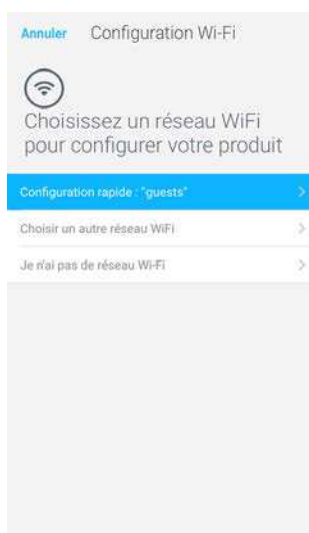 Annuler Configuration Wi-Fi
Choisissez un réseau WiFi
pour configurer votre produit
Configuration rapide : "guests"
Choisir un autre réseau WiFi
Je n'ai pas de réseau Wi-Fi